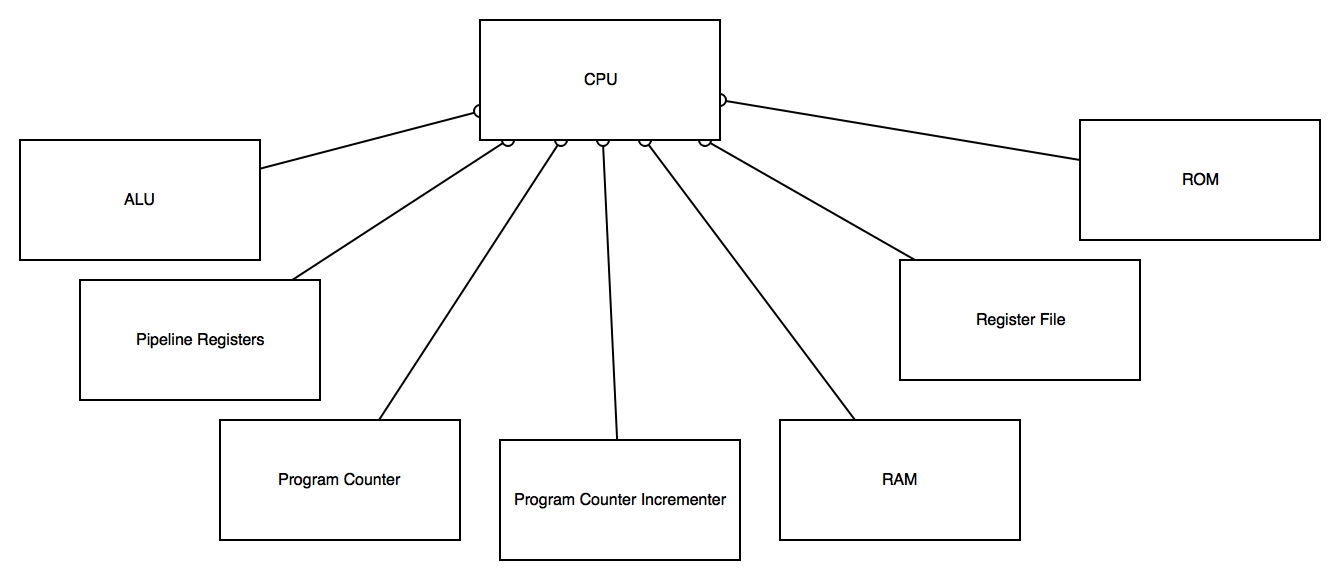 CPU
ALU
ROM
Pipeline Registers
Register File
Program Counter
Program Counter Incrementer
RAM